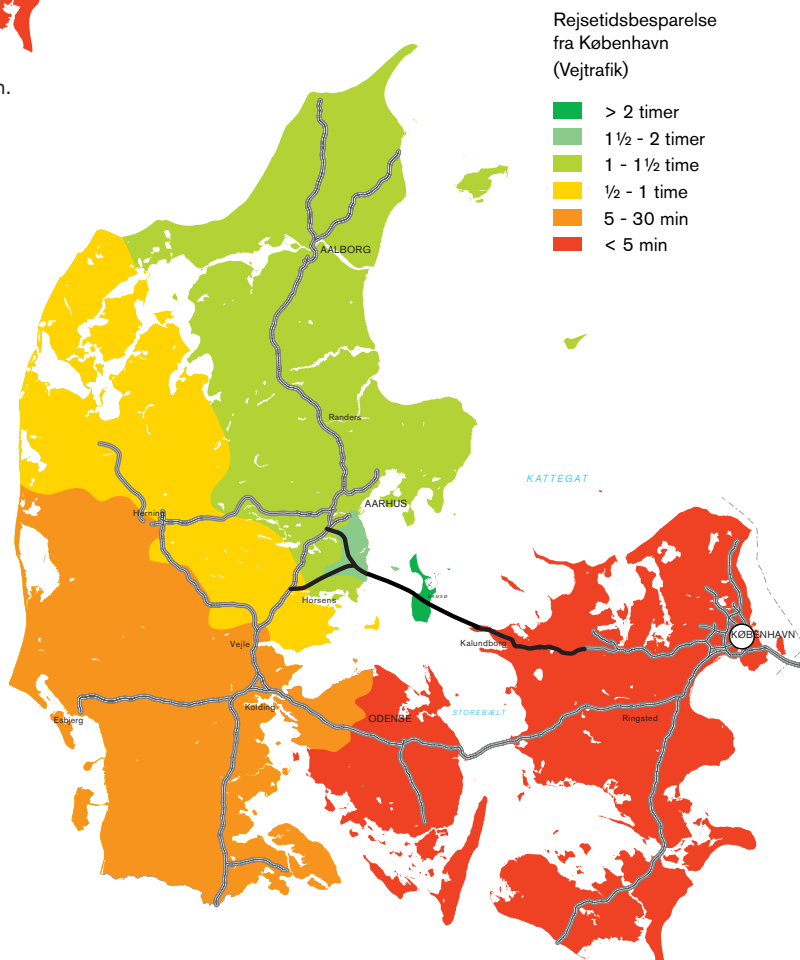 Rejsetidsbesparelse
fra København
(Vejtrafik)
n.
> 2 timer
1½ - 2 timer
1 - 1½ time
½ - 1 time
5 - 30 min
< 5 min
AALBORG
Randers
KATTEGAT
AARHUS
Herning
Horsens
KØBENHAVN
Kalundborg
Vejle
Kolding
STOREBÆLT
ODENSE
Ringsted
Esbjerg